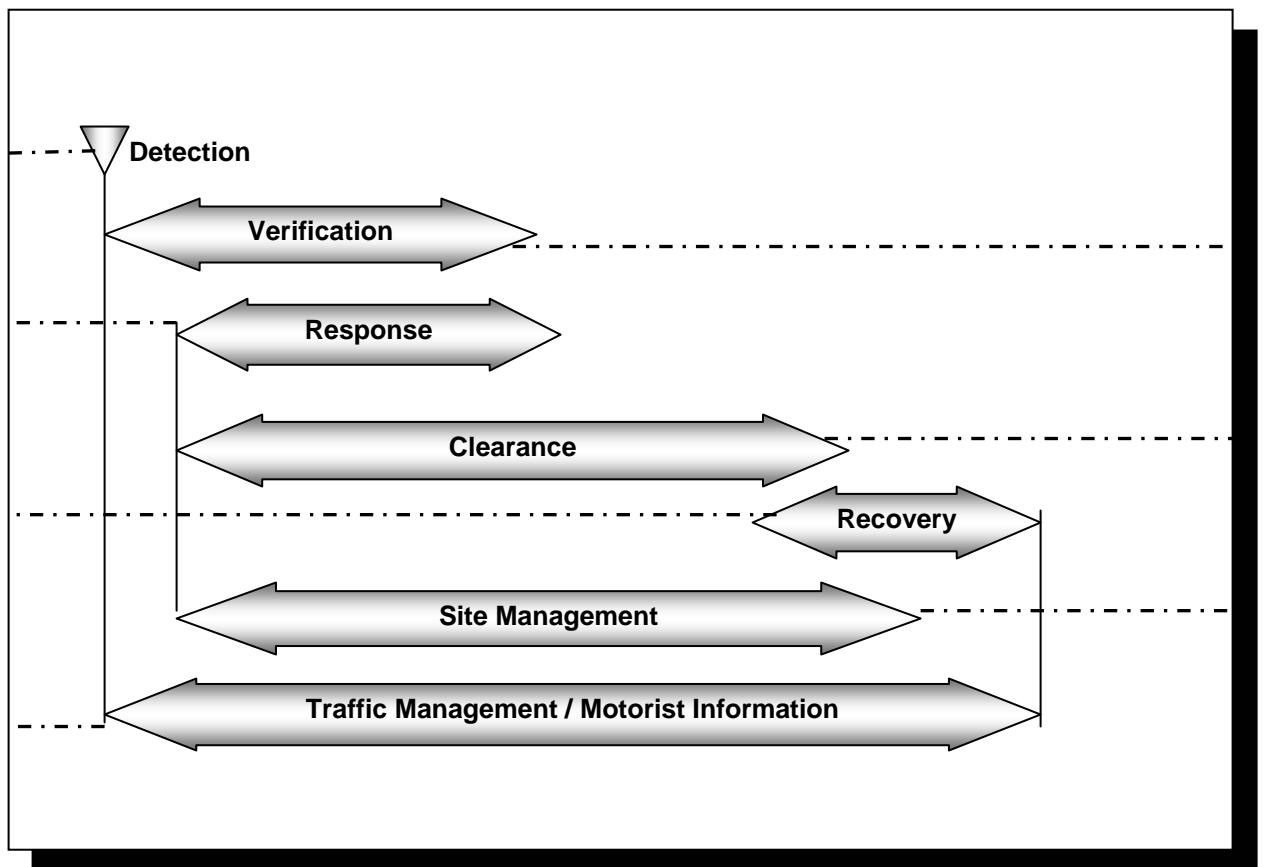 Detection
Verification
Response
Clearance
Recovery
Site Management
Traffic Management / Motorist Information